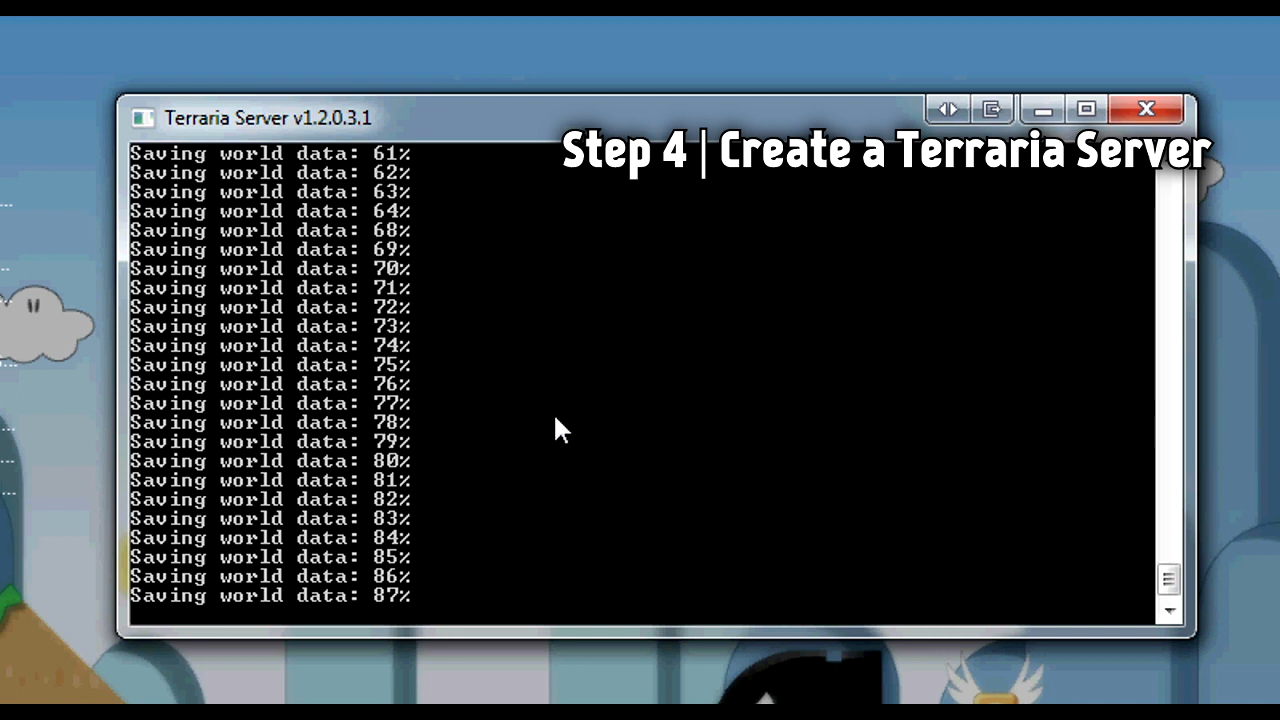 Terraria Server v1.2.0.3.1
Step 4 | Create a Terraria Server
Saving world data: 61%
Saving world data: 62%
Saving world data: 63%
Saving world data: 64%
Saving world data: 68%
Saving world data: 69%
Saving world data: 70%
Saving world data: 71%
Saving world data: 72%
Saving world data: 73%
Saving world data: 74%
Saving world data: 75%
Saving world data: 76%
Saving world data: 77%
Saving world data: 78%
Saving world data: 79%
Saving world data: 80%
Saving world data: 81%
Saving world data: 82%
Saving world data: 83%
Saving world data: 84%
Saving world data: 85%
Saving world data: 86%
Saving world data: 87%